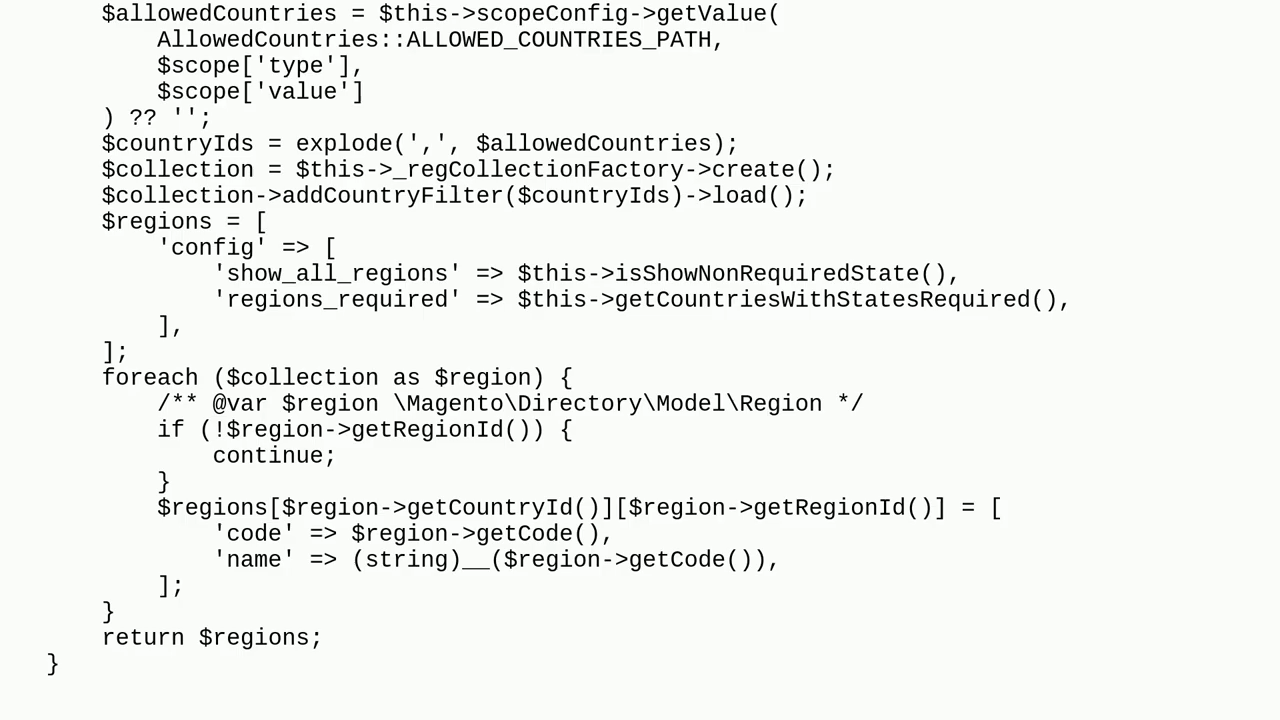 $allowedCountries = $this->scopeConfig->getValue(
AllowedCountries::ALLOWED_COUNTRIES_PATH,
$scope['type'],
$scope['value']
) ?? '';
$countryIds = explode(',', $allowedCountries);
$collection = $this->_regCollectionFactory->create();
$collection->addCountryFilter($countryIds)->load();
$regions = [
'config' => [
'show_all_regions' => $this->isShowNonRequiredState(),
'regions_required' => $this->getCountriesWithStatesRequired(),
],
];
foreach ($collection as $region) {
/** @var $region \Magento\Directory\Model\Region */
if (!$region->getRegionId()) {
continue;
}
$regions[$region->getCountryId()][$region->getRegionId()] = [
'code' => $region->getCode(),
'name' => (string)__($region->getCode()),
];
}
return $regions;
}